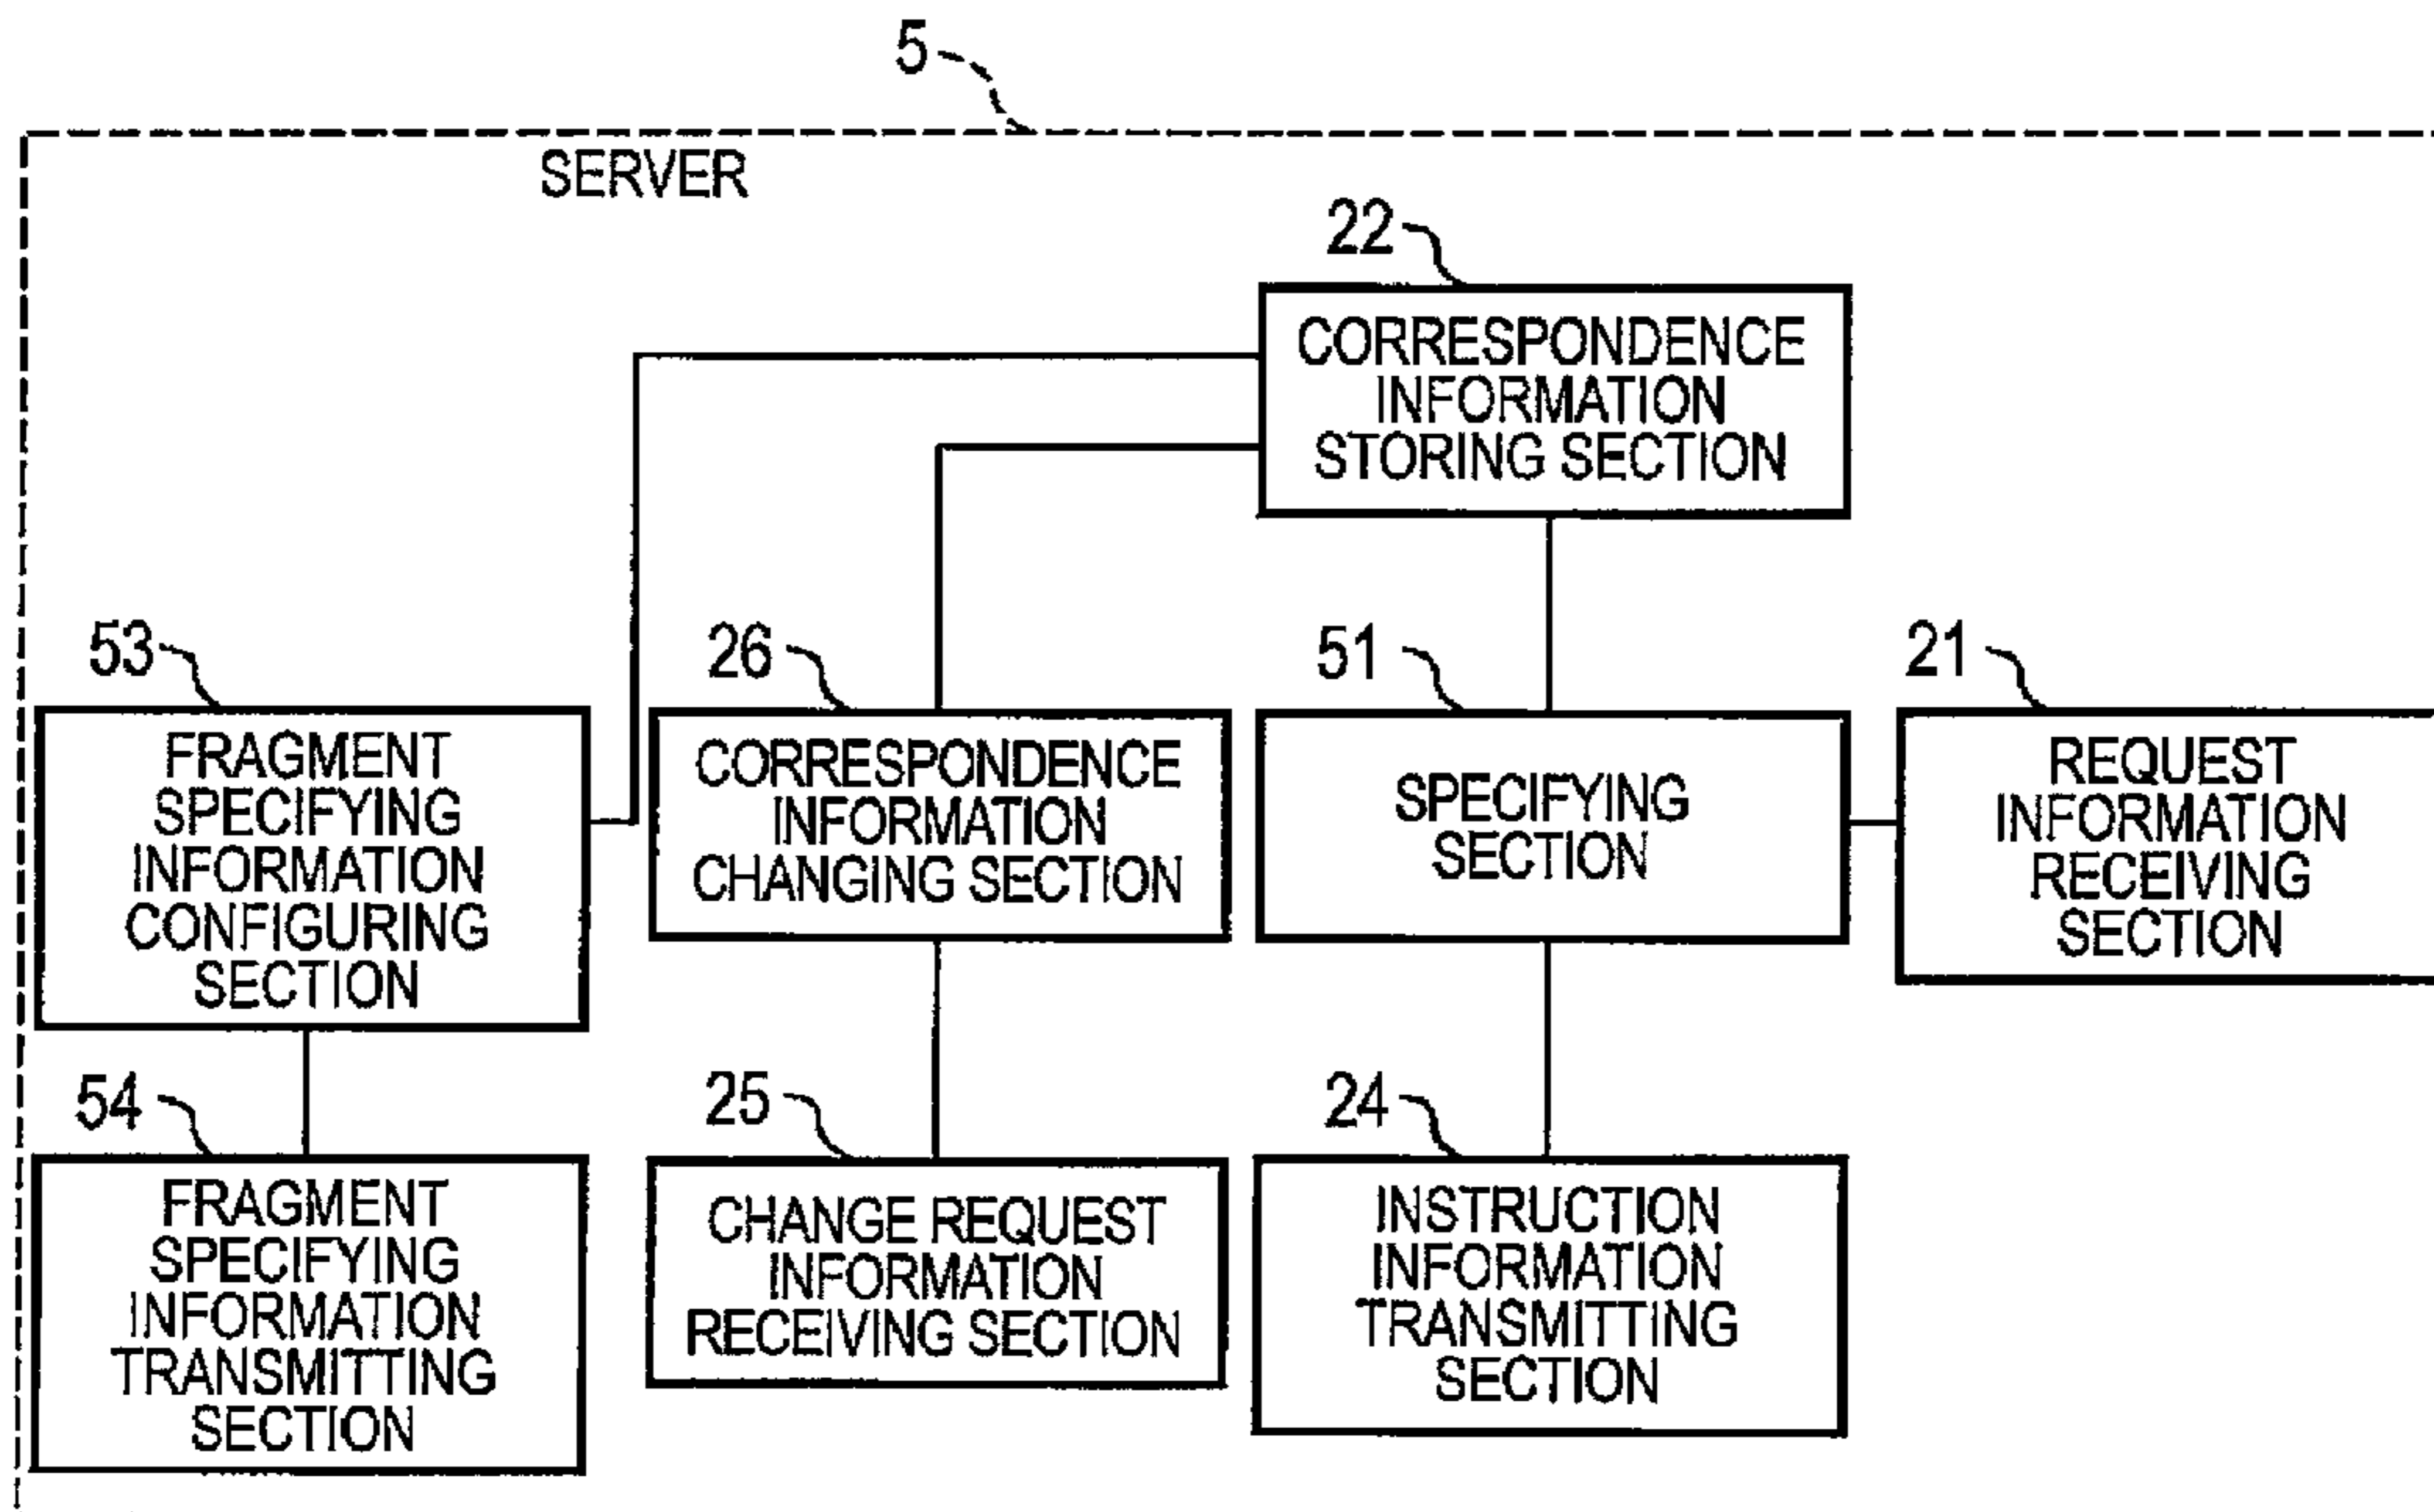 5
SERVER
22
CORRESPONDENCE
INFORMATION
STORING SECTION
53
FRAGMENT
SPECIFYING
INFORMATION
CONFIGURING
SECTION
26
CORRESPONDENCE
INFORMATION
CHANGING SECTION
51
SPECIFYING
SECTION
21
REQUEST
INFORMATION
RECEIVING
SECTION
54
FRAGMENT
SPECIFYING
INFORMATION
TRANSMITTING
SECTION
25
CHANGE REQUEST
INFORMATION
RECEIVING SECTION
24
INSTRUCTION
INFORMATION
TRANSMITTING
SECTION